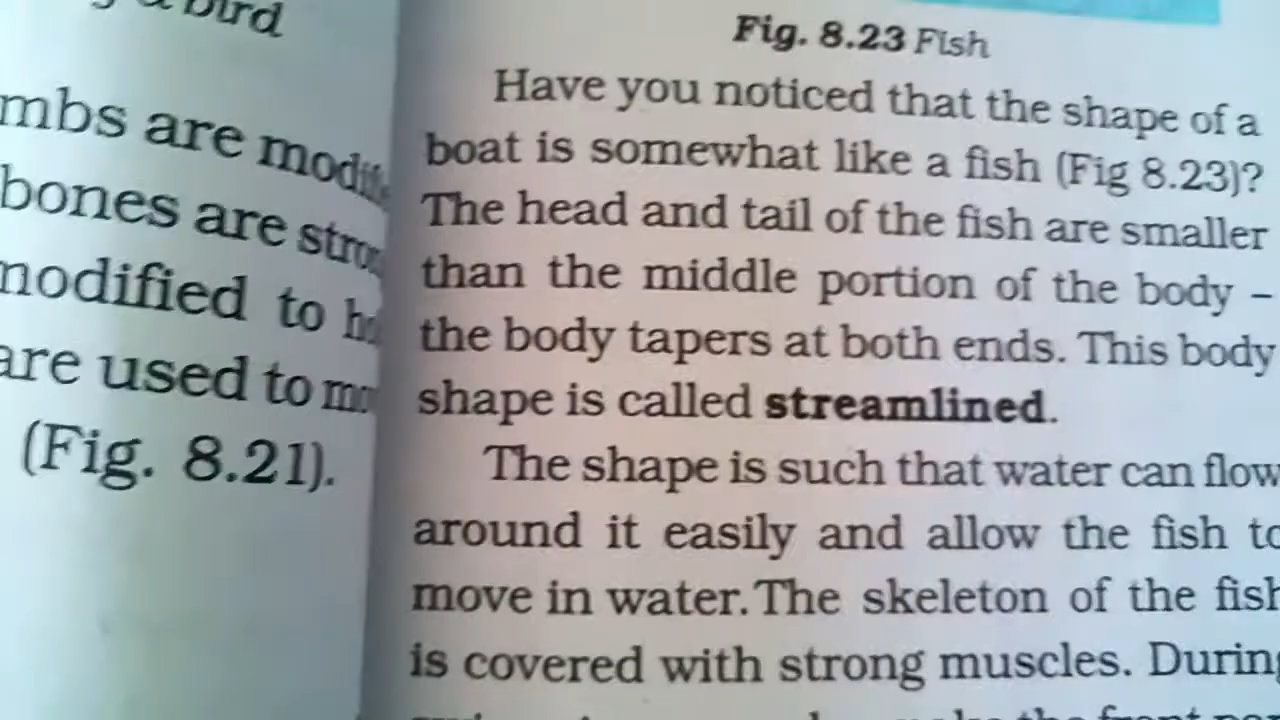 a bird
mbs are
bones are
modified to
are used to
(Fig. 8.21).
Fig. 8.23 Fish
Have you noticed that the shape of a
boat is somewhat like a fish (Fig 8.23)?
The head and tail of the fish are smaller
than the middle portion of the body –
the body tapers at both ends. This body
shape is called streamlined.
The shape is such that water can flow
around it easily and allow the fish to
move in water. The skeleton of the fish
is covered with strong muscles. During